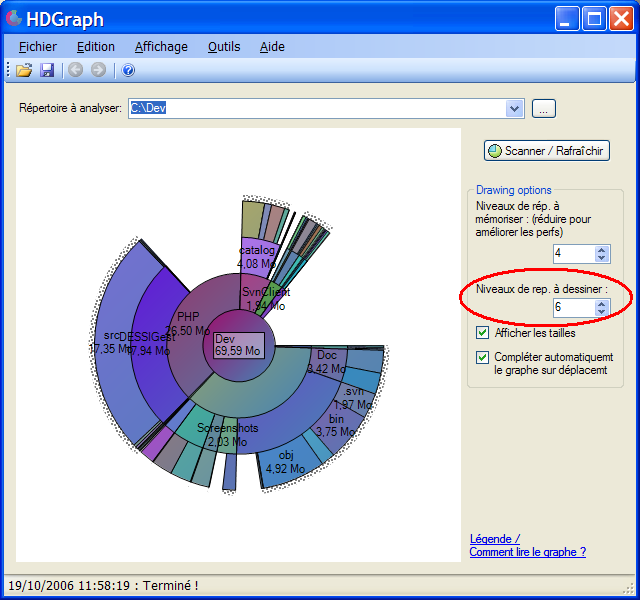 HDGraph
Fichier Edition Affichage Outils Aide
Répertoire à analyser: C:\Dev ...
Scanner / Rafraîchir
Drawing options
Niveaux de rép. à
mémoriser : (réduire pour
améliorer les perfs)
4
Niveaux de rep. à dessiner :
6
Afficher les tailles
Compléter automatiquemt
le graphe sur déplacemt
catalog
4,08 Mo
SvnClient
1,94 Mo
PHP
26,50 Mo
src
17,35 Mo
DESSIGest
17,94 Mo
Dev
69,59 Mo
Doc
3,42 Mo
.svn
1,97 Mo
bin
3,75 Mo
Screenshots
2,03 Mo
obj
4,92 Mo
Légende /
Comment lire le graphe ?
19/10/2006 11:58:19 : Terminé !